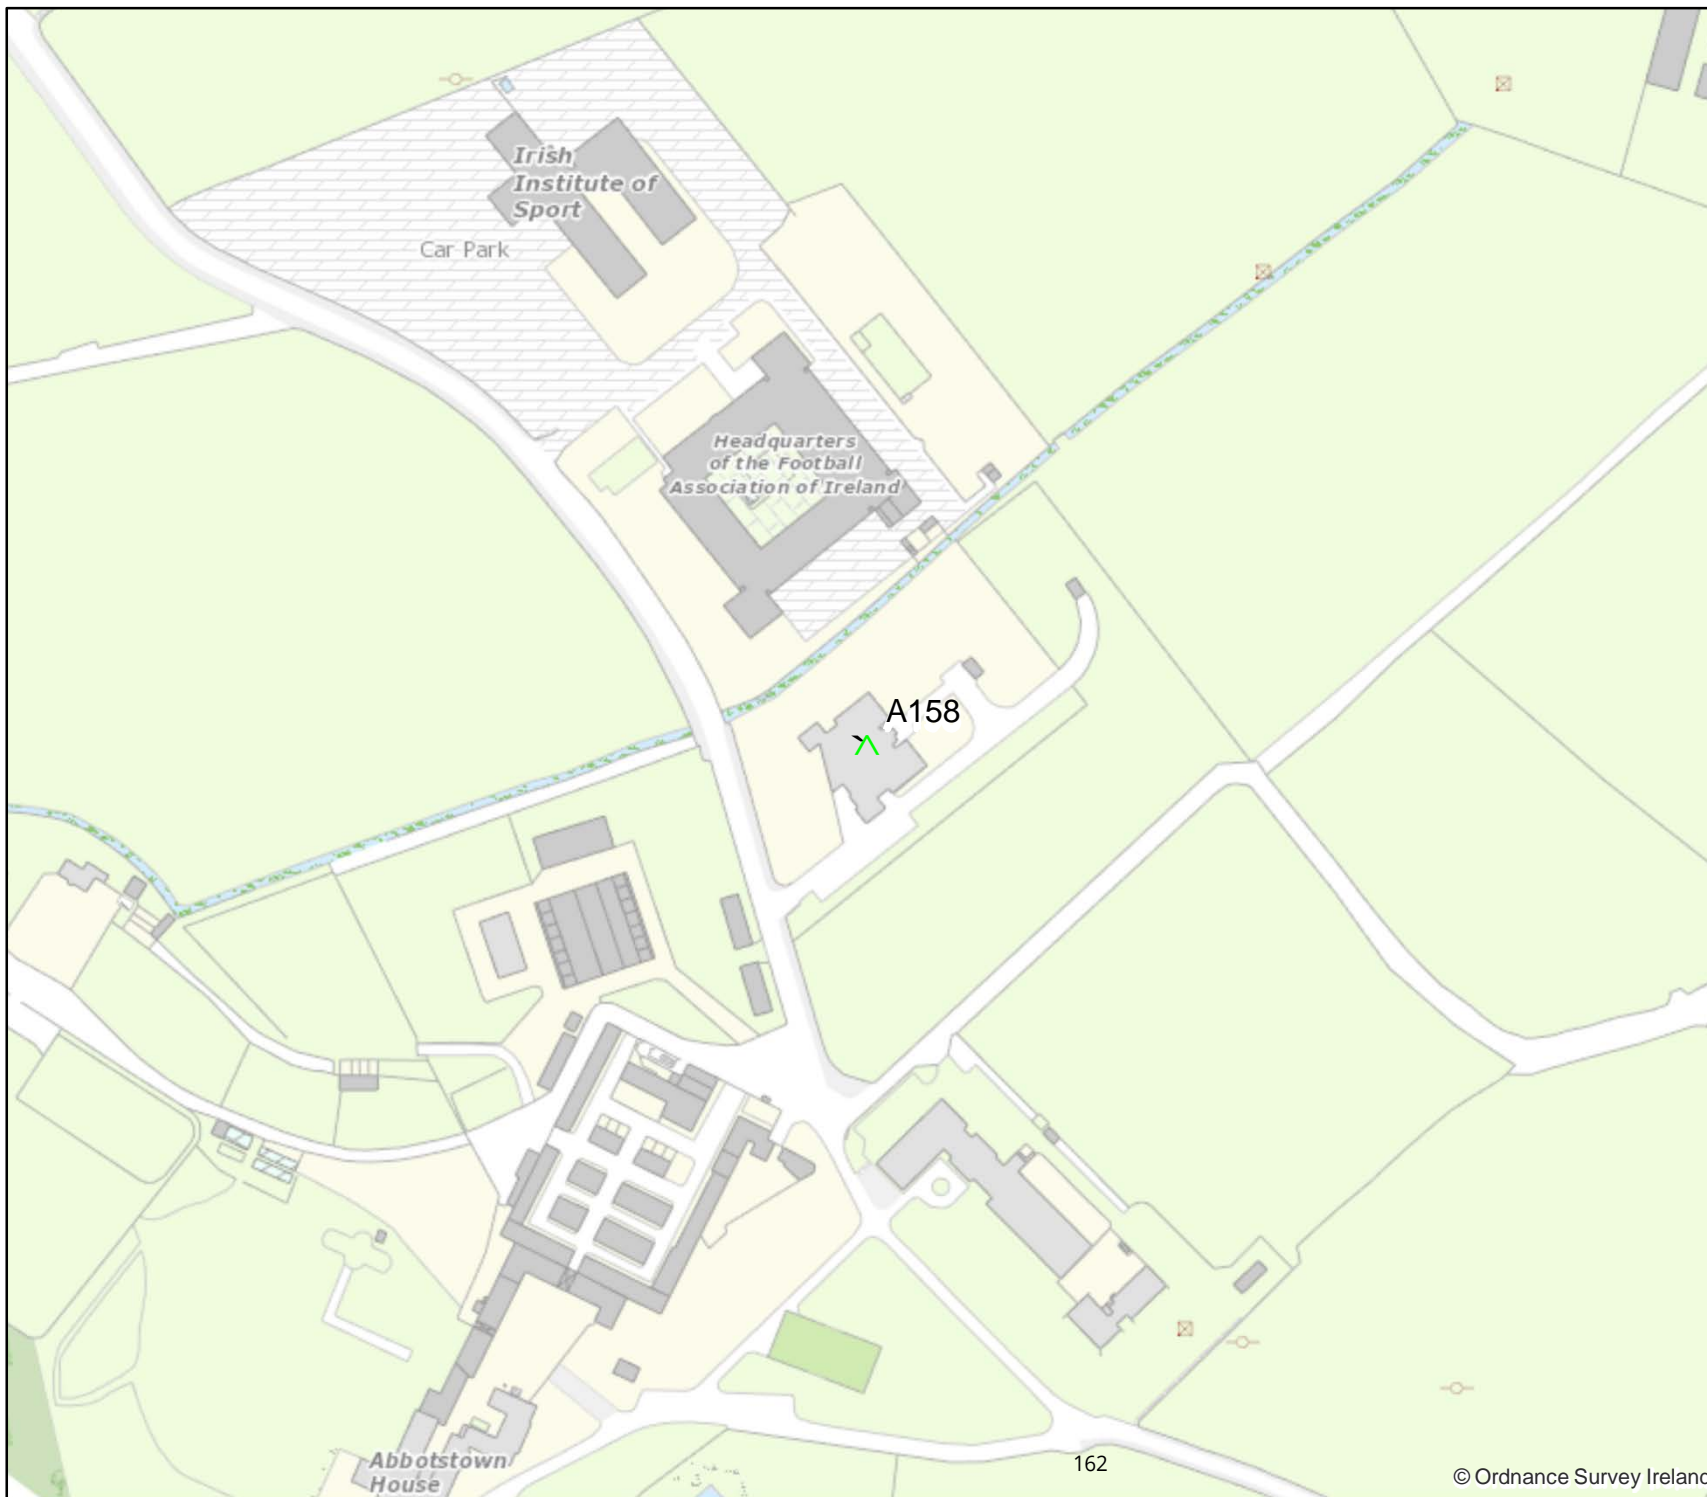 Irish
Institute of
Sport
Car Park
Headquarters
of the Football
Association of Ireland
A158
Abbotstown
House
162
© Ordnance Survey Ireland